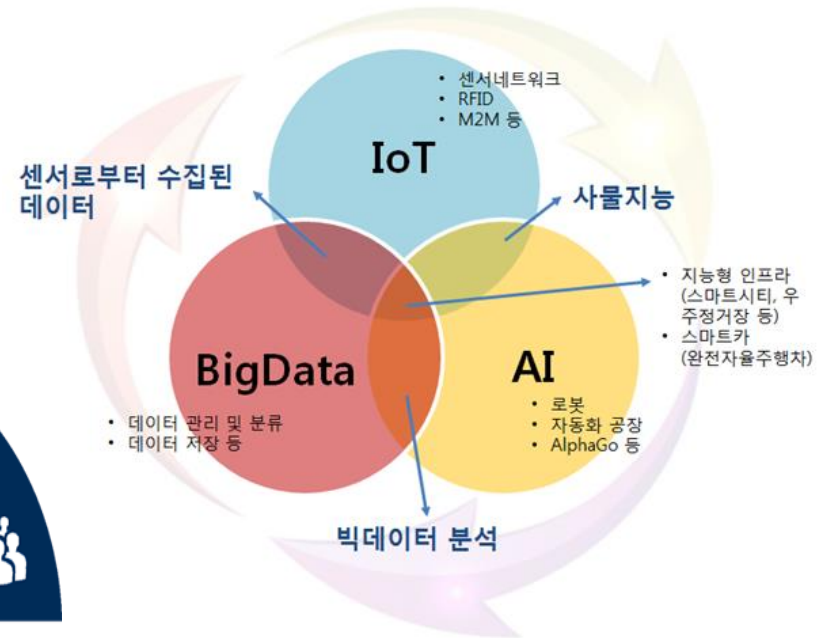 • 센서네트워크
• RFID
• M2M 등
IoT
센서로부터 수집된
데이터
사물지능
• 지능형 인프라
(스마트시티, 우
주정거장 등)
• 스마트카
(완전자율주행차)
BigData
• 데이터 관리 및 분류
• 데이터 저장 등
AI
• 로봇
• 자동화 공장
• AlphaGo 등
빅데이터 분석